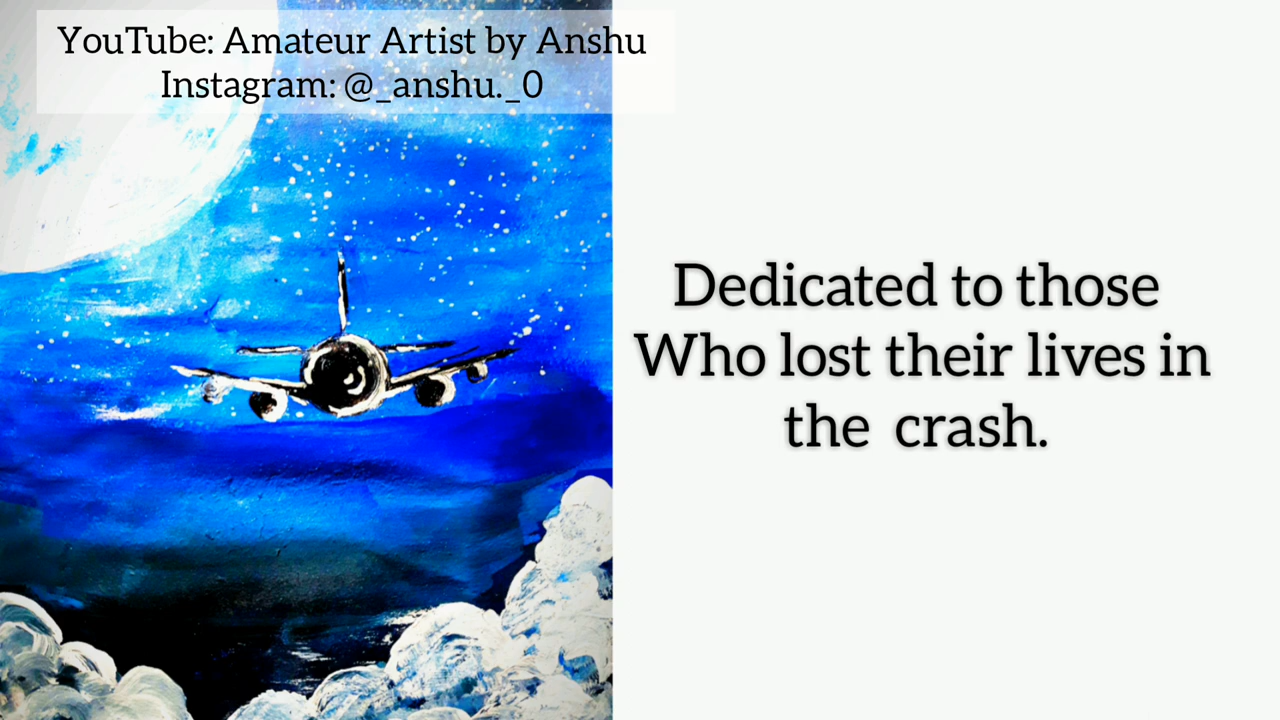 YouTube: Amateur Artist by Anshu
Instagram: @_anshu._0
Dedicated to those
Who lost their lives in
the crash.